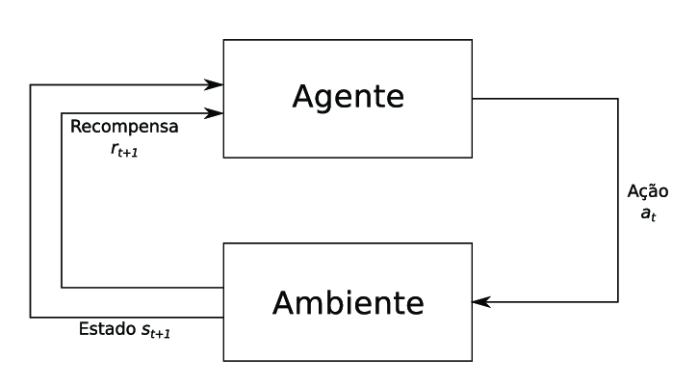 Agente
Recompensa
r_{t+1}
Ação
a_t
Ambiente
Estado s_{t+1}